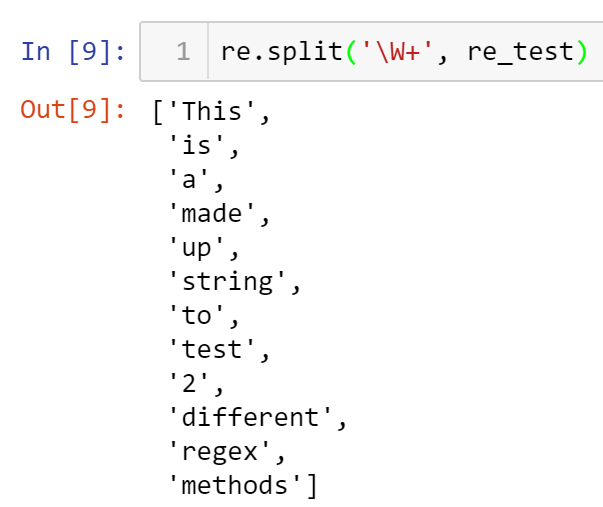 In [9]: 1 re.split('\W+', re_test)
Out[9]: ['This',
'is',
'a',
'made',
'up',
'string',
'to',
'test',
'2',
'different',
'regex',
'methods']